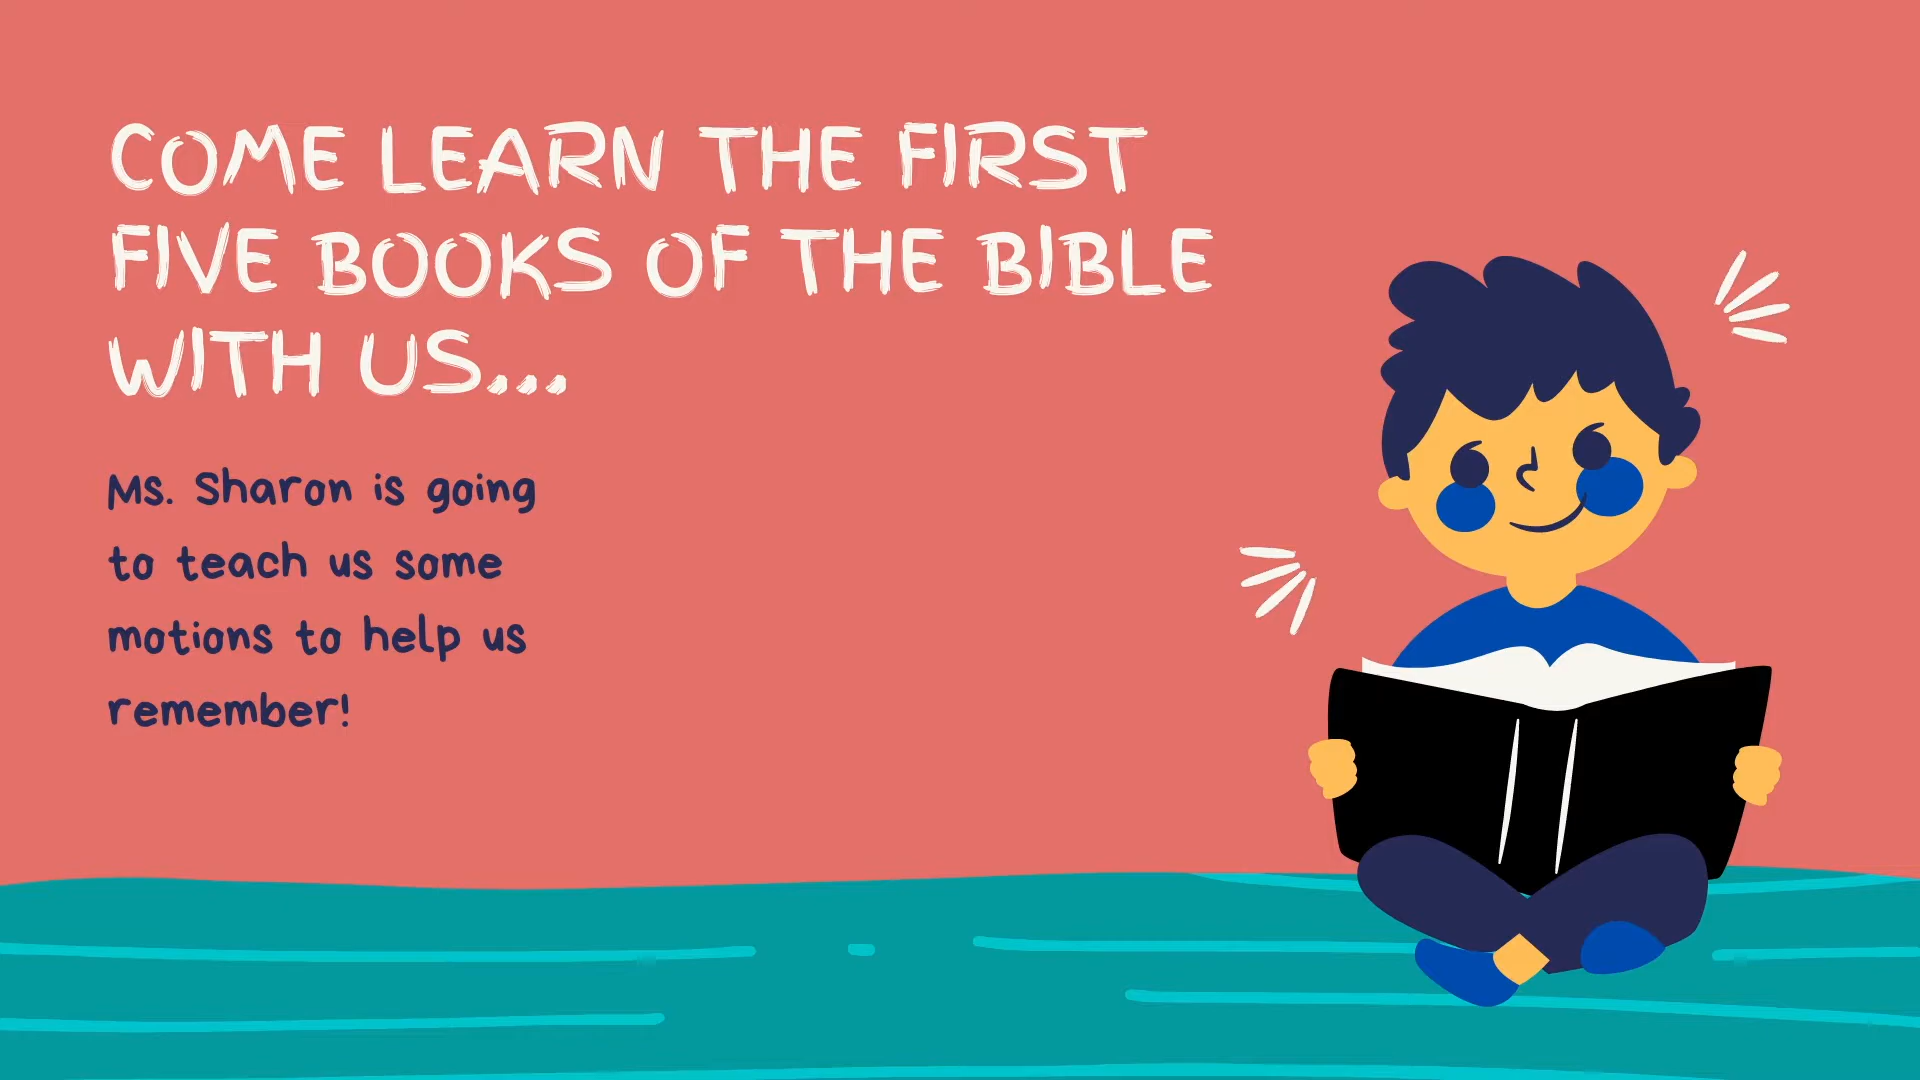 COME LEARN THE FIRST
FIVE BOOKS OF THE BIBLE
WITH US...
Ms. Sharon is going
to teach us some
motions to help us
remember!